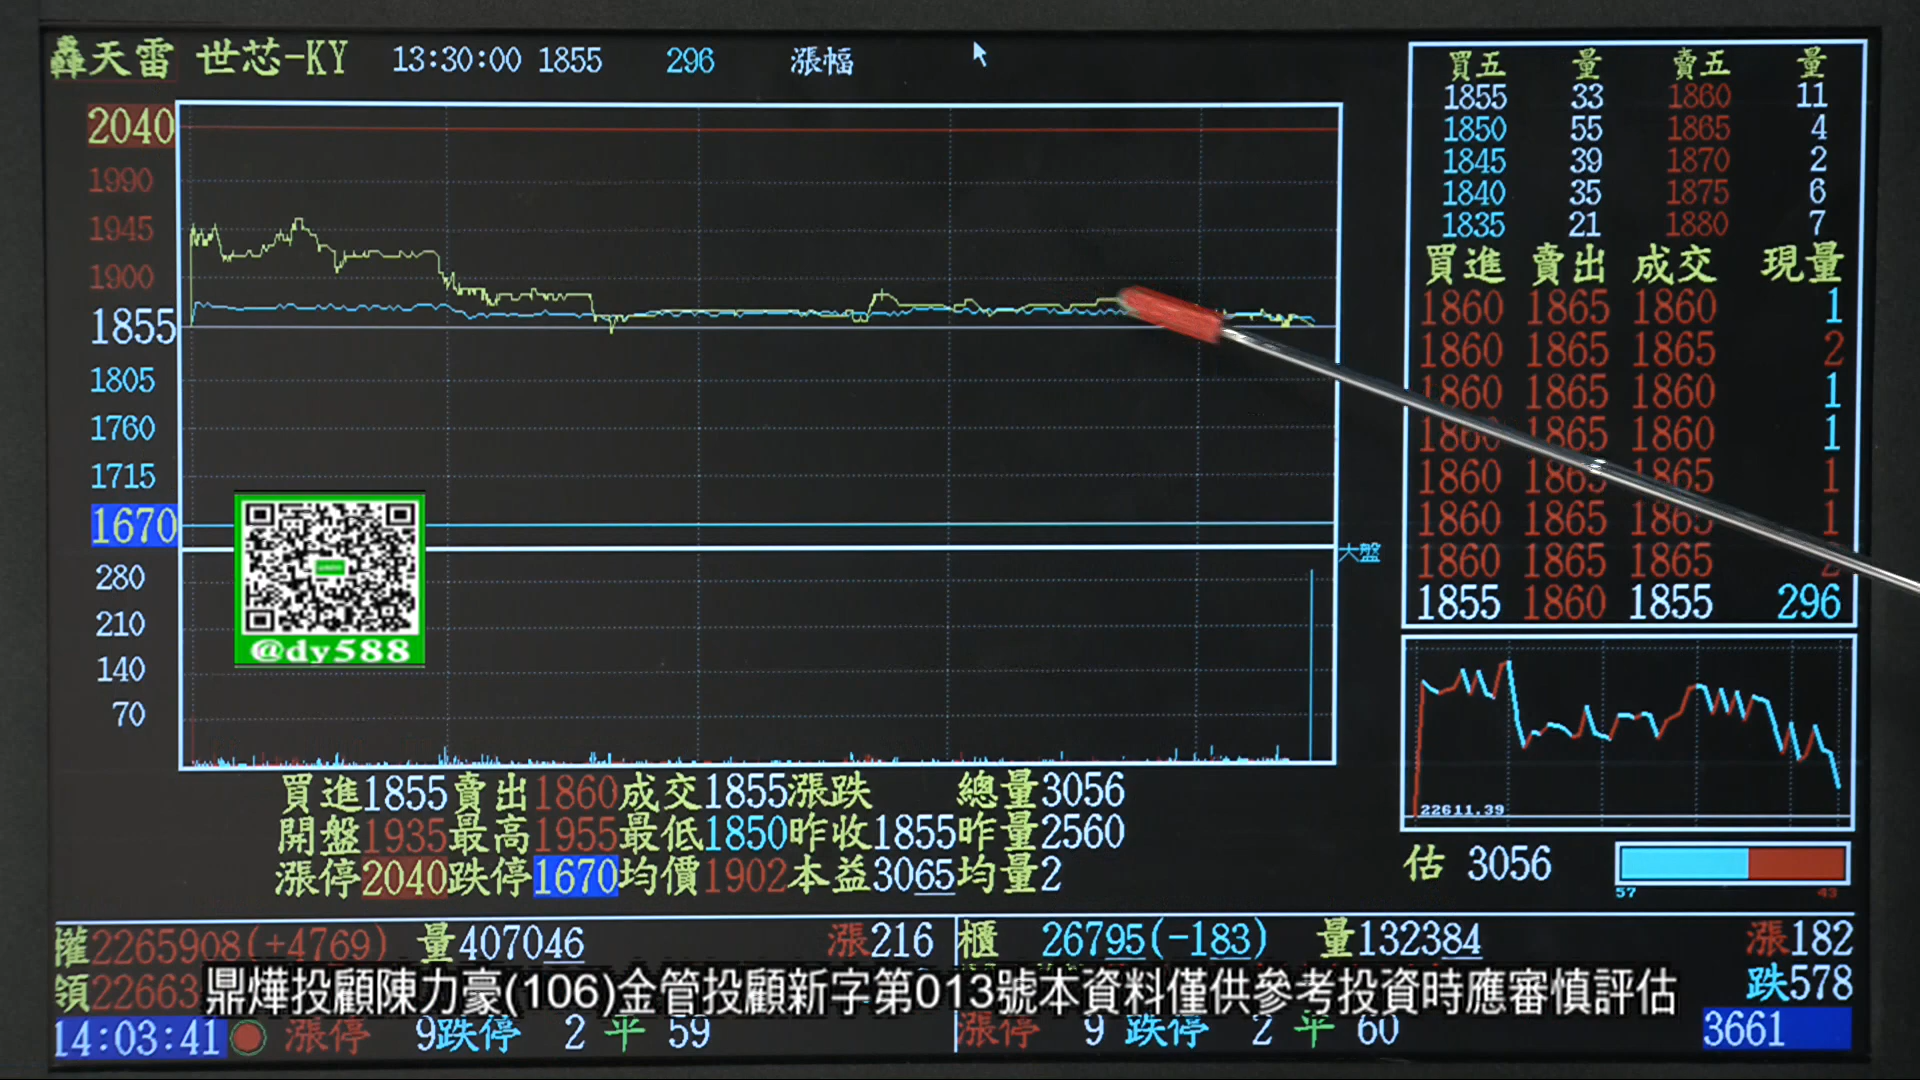 轟天雷 世芯-KY 13:30:00 1855 296 漲幅
2040
1990
1945
1900
1855
1805
1760
1715
1670
280
210
140
70
大盤
@dy588
買五 量 賣五 量
1855 33 1860 11
1850 55 1865 4
1845 39 1870 2
1840 35 1875 6
1835 21 1880 7
買進 賣出 成交 現量
1860 1865 1860 1
1860 1865 1865 2
1860 1865 1860 1
1860 1865 1860 1
1860 1865 1865 1
1860 1865 1865 1
1860 1865 1865 2
1855 1860 1855 296
22611.39
估 3056
57 43
買進1855賣出1860成交1855漲跌 總量3056
開盤1935最高1955最低1850昨收1855昨量2560
漲停2040跌停1670均價1902本益3065均量2
權2265908(+4769) 量407046 漲216
櫃 26795(-183) 量132384 漲182
領22663 跌578
鼎燁投顧陳力豪(106)金管投顧新字第013號本資料僅供參考投資時應審慎評估
14:03:41 漲停 9跌停 2 平 59
漲停 9 跌停 2 平 60 3661